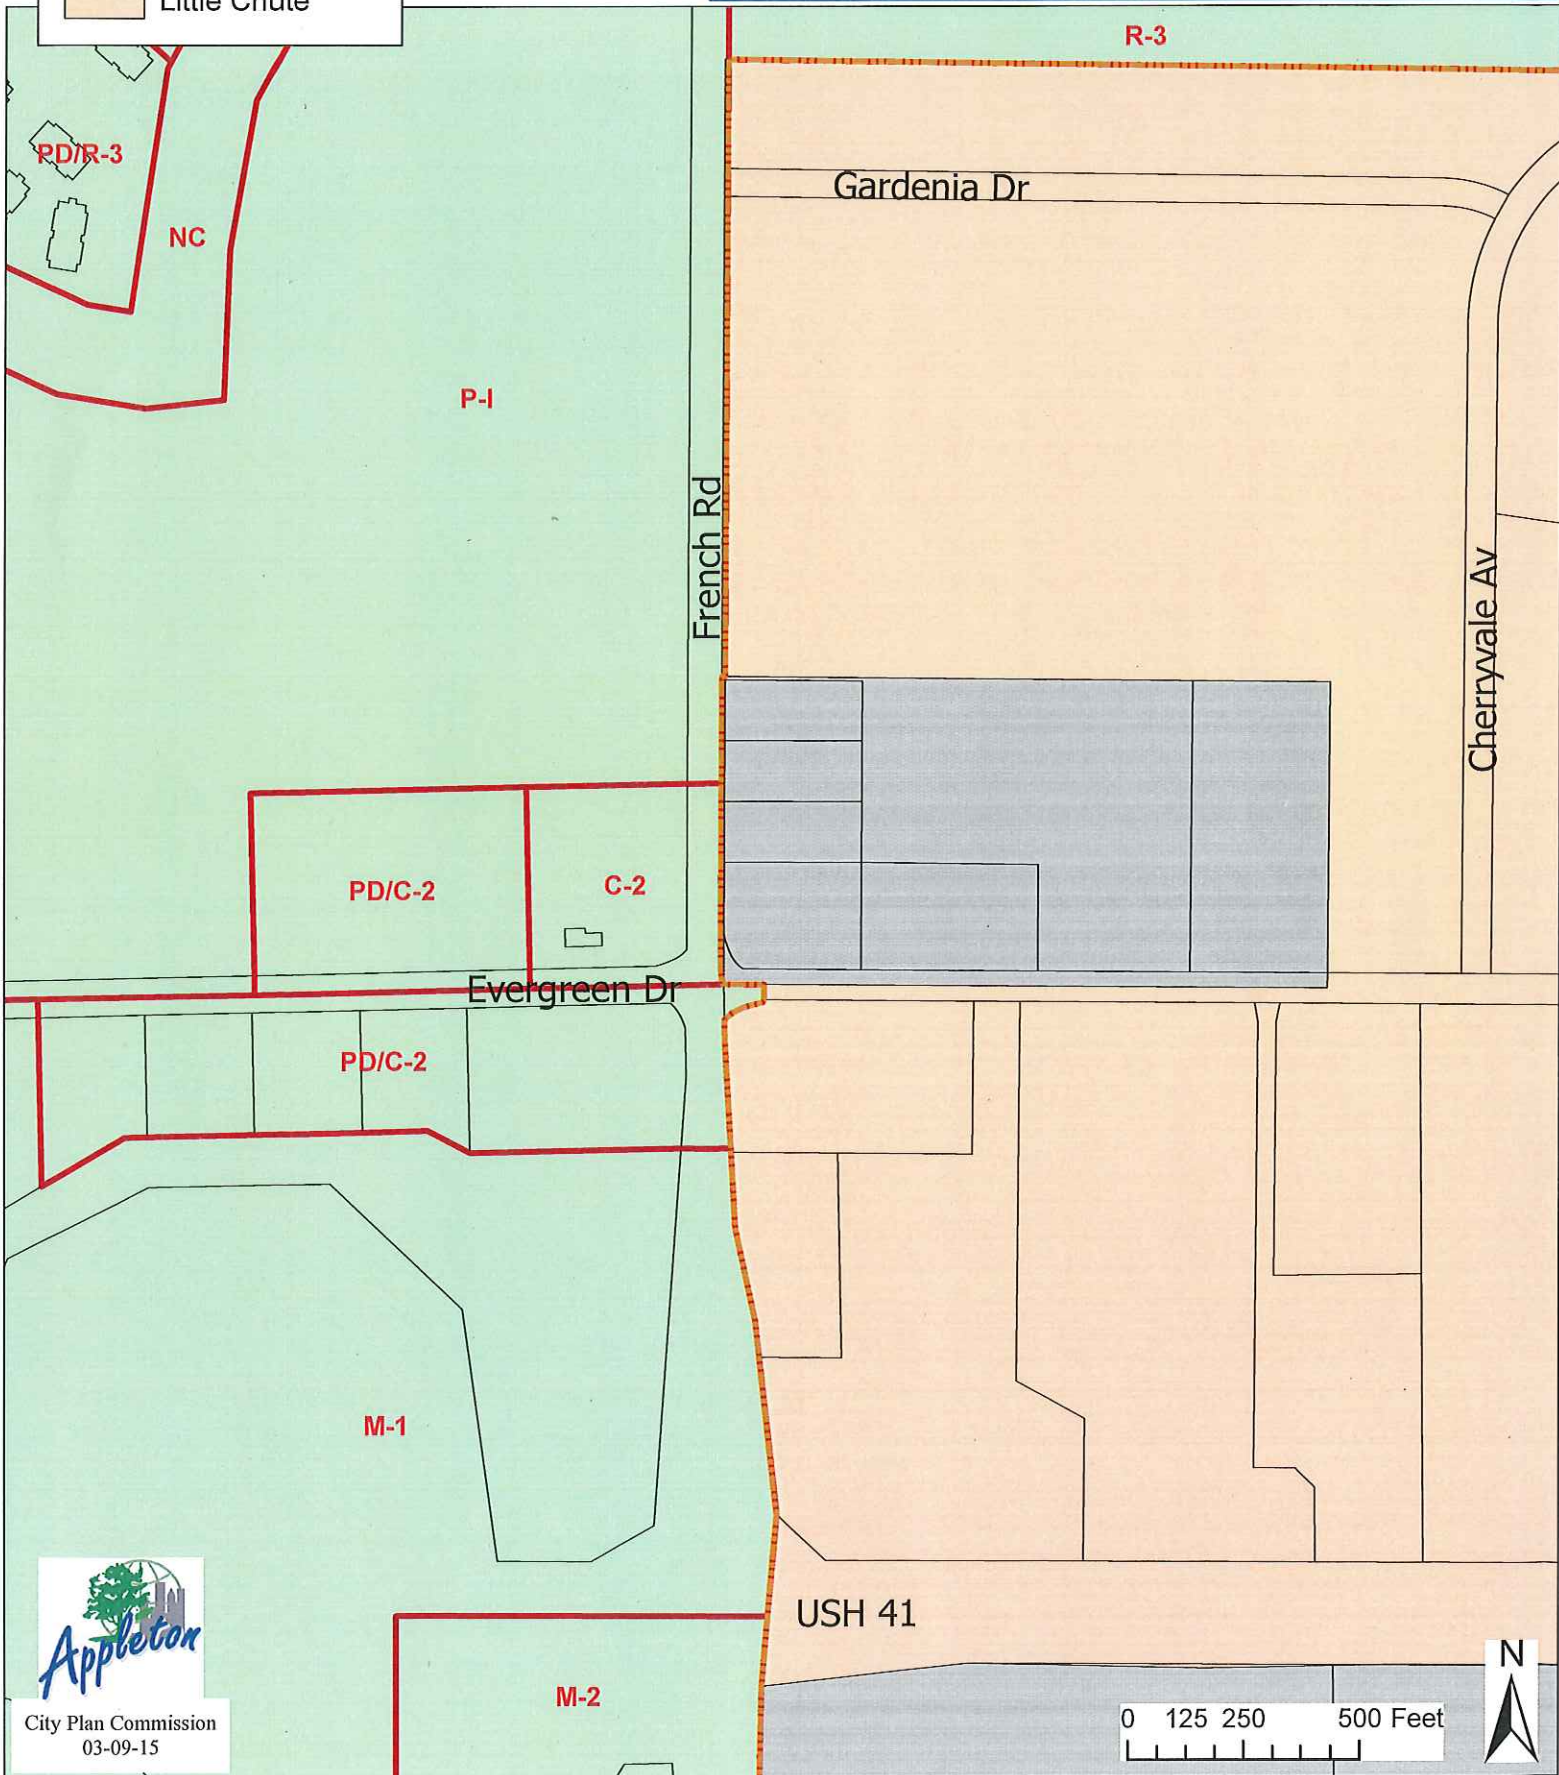 Little Chute
R-3
PD/R-3
Gardenia Dr
NC
P-I
French Rd
Cherryvale Av
PD/C-2
C-2
Evergreen Dr
PD/C-2
M-1
USH 41
Appleton
City Plan Commission
03-09-15
M-2
0 125 250 500 Feet
N